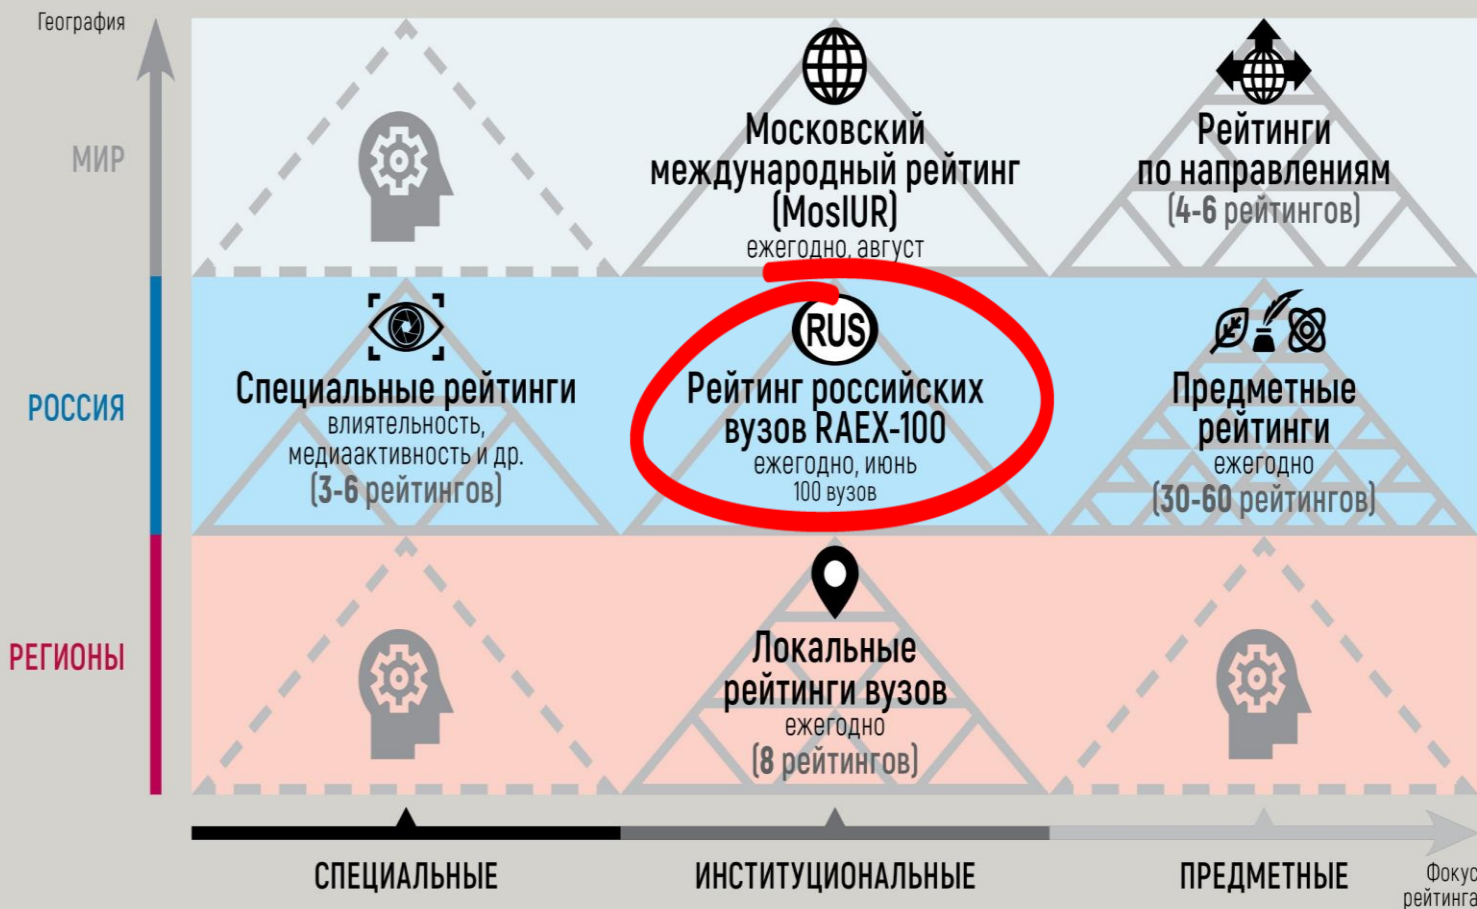 География
МИР
Московский
международный рейтинг
(MosIUR)
ежегодно, август
Рейтинги
по направлениям
(4-6 рейтингов)
РОССИЯ
Специальные рейтинги
влиятельность,
медиаактивность и др.
(3-6 рейтингов)
RUS
Рейтинг российских
вузов RAEX-100
ежегодно, июнь
100 вузов
Предметные
рейтинги
ежегодно
(30-60 рейтингов)
РЕГИОНЫ
Локальные
рейтинги вузов
ежегодно
(8 рейтингов)
СПЕЦИАЛЬНЫЕ
ИНСТИТУЦИОНАЛЬНЫЕ
ПРЕДМЕТНЫЕ
Фокус
рейтинга